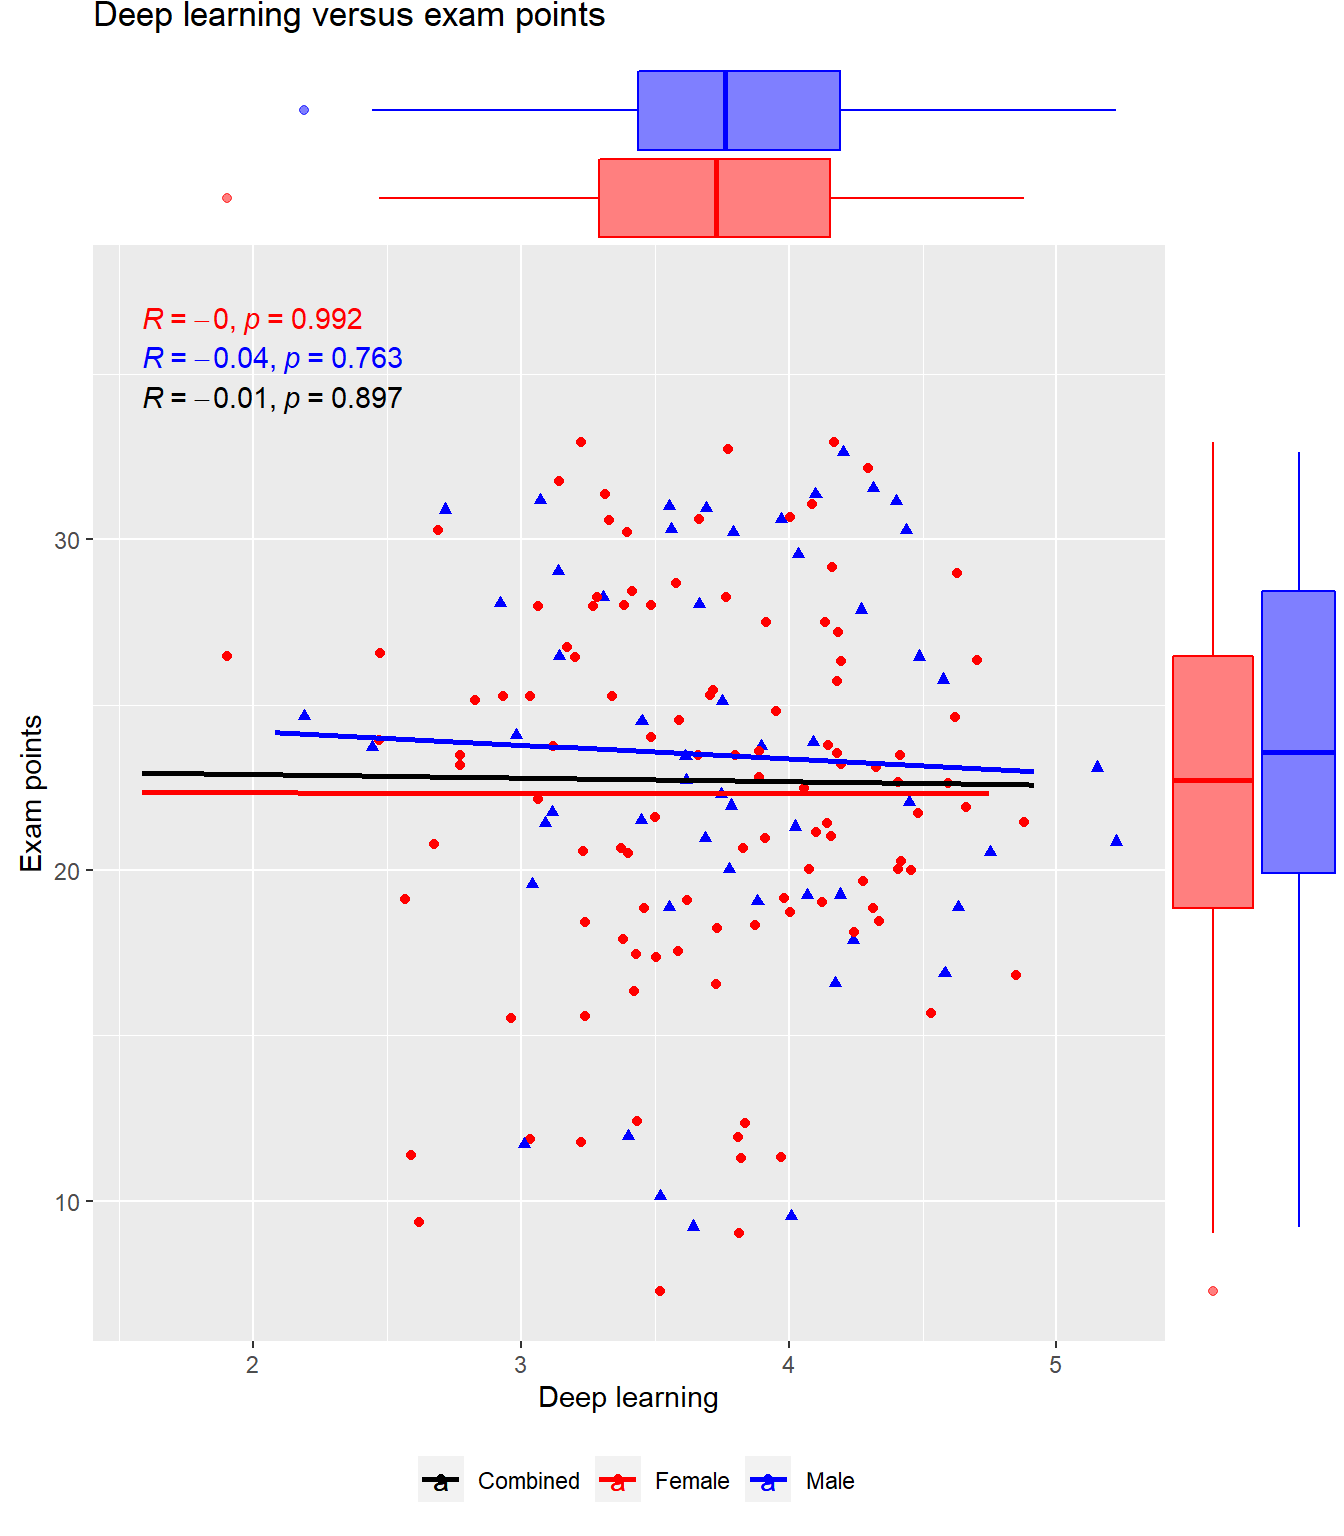 Deep learning versus exam points
R = −0, p = 0.992
R = −0.04, p = 0.763
R = −0.01, p = 0.897
30
20
10
Exam points
2 3 4 5
Deep learning
a Combined a Female a Male